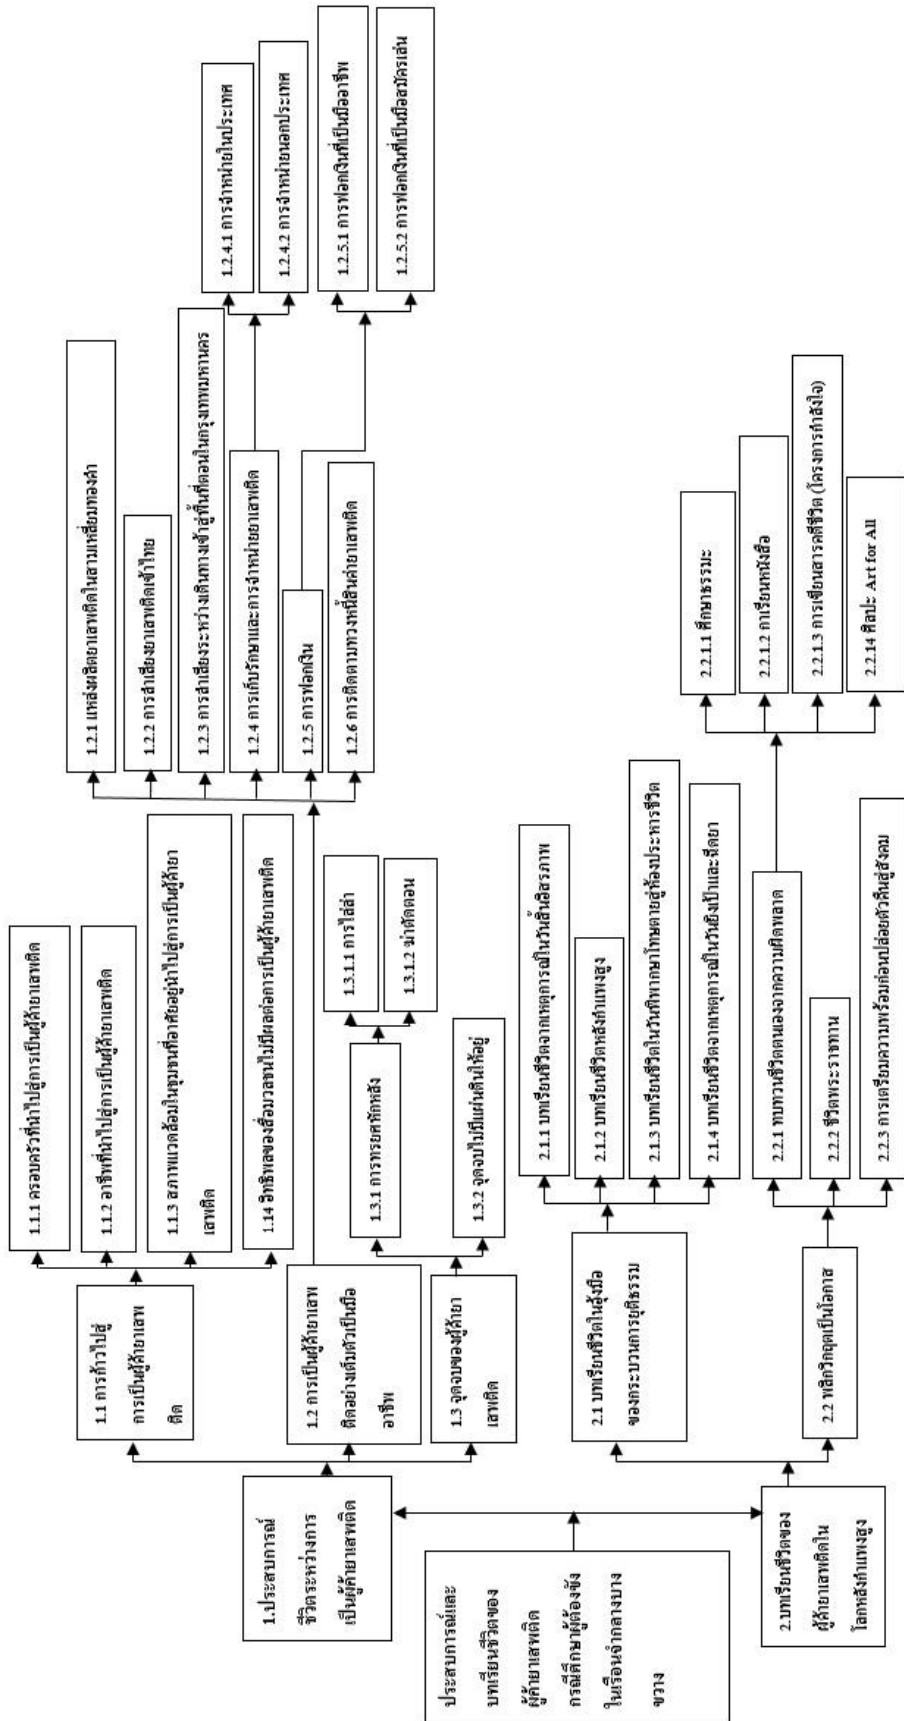 ประสบการณ์และ
บทเรียนชีวิตของ
ผู้ค้ายาเสพติด
กรณีศึกษาผู้ต้องขัง
ในเรือนจำกลางบาง
ขวาง
1.ประสบการณ์
ชีวิตระหว่างการ
เป็นผู้ค้ายาเสพติด
1.1 การก้าวไปสู่
การเป็นผู้ค้ายาเสพ
ติด
1.1.1 ครอบครัวที่นำไปสู่การเป็นผู้ค้ายาเสพติด
1.1.2 อาชีพที่นำไปสู่การเป็นผู้ค้ายาเสพติด
1.1.3 สภาพแวดล้อมในชุมชนที่อาศัยอยู่นำไปสู่การเป็นผู้ค้ายา
เสพติด
1.14 อิทธิพลของสื่อมวลชนไม่มีผลต่อการเป็นผู้ค้ายาเสพติด
1.2 การเป็นผู้ค้ายาเสพ
ติดอย่างเต็มตัวเป็นมือ
อาชีพ
1.2.1 แหล่งผลิตยาเสพติดในสามเหลี่ยมทองคำ
1.2.2 การลำเลียงยาเสพติดเข้าไทย
1.2.3 การลำเลียงระหว่างเดินทางเข้าสู่พื้นที่ตอนในกรุงเทพมหานคร
1.2.4 การเก็บรักษาและการจำหน่ายยาเสพติด
1.2.4.1 การจำหน่ายในประเทศ
1.2.4.2 การจำหน่ายนอกประเทศ
1.2.5 การฟอกเงิน
1.2.5.1 การฟอกเงินที่เป็นมืออาชีพ
1.2.5.2 การฟอกเงินที่เป็นมือสมัครเล่น
1.2.6 การติดตามทวงหนี้สินค่ายาเสพติด
1.3 จุดจบของผู้ค้ายา
เสพติด
1.3.1 การทรยศหักหลัง
1.3.1.1 การไล่ล่า
1.3.1.2 ฆ่าตัดตอน
1.3.2 จุดจบไม่มีแผ่นดินให้อยู่
2.บทเรียนชีวิตของ
ผู้ค้ายาเสพติดใน
โลกหลังกำแพงสูง
2.1 บทเรียนชีวิตในอุ้งมือ
ของกระบวนการยุติธรรม
2.1.1 บทเรียนชีวิตจากเหตุการณ์ในวันสิ้นอิสรภาพ
2.1.2 บทเรียนชีวิตหลังกำแพงสูง
2.1.3 บทเรียนชีวิตในวันพิพากษาโทษตายสู่ห้องประหารชีวิต
2.1.4 บทเรียนชีวิตจากเหตุการณ์ในวันยิงเป้าและฉีดยา
2.2 พลิกวิกฤตเป็นโอกาส
2.2.1 ทบทวนชีวิตตนเองจากความผิดพลาด
2.2.1.1 ศึกษาธรรมะ
2.2.1.2 กาเรียนหนังสือ
2.2.1.3 การเขียนสารคดีชีวิต (โครงการกำลังใจ)
2.2.14 ศิลปะ Art for All
2.2.2 ชีวิตพระราชทาน
2.2.3 การเตรียมความพร้อมก่อนปล่อยตัวคืนสู่สังคม